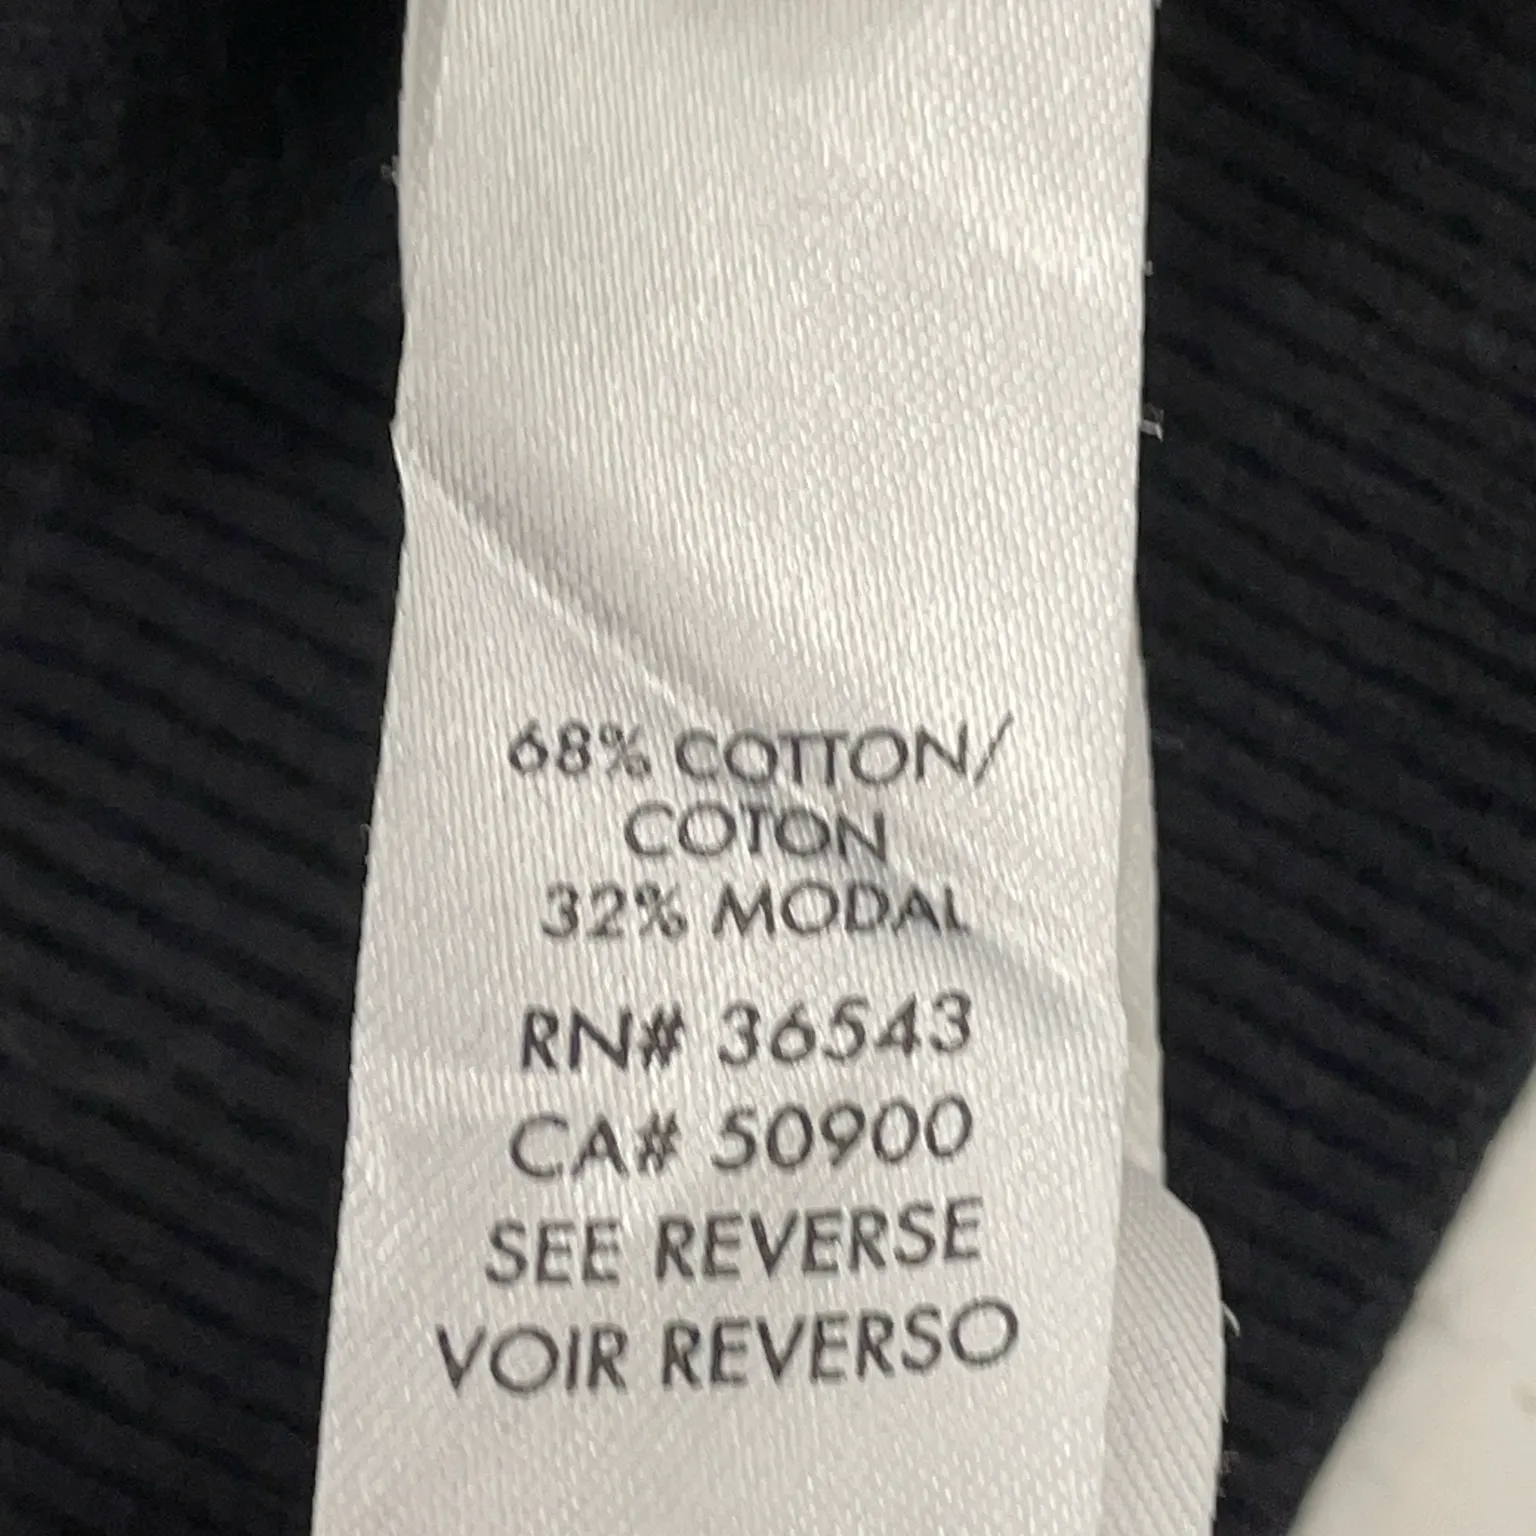 68% COTTON/
COTON
32% MODAL
RN# 36543
CA# 50900
SEE REVERSE
VOIR REVERSO